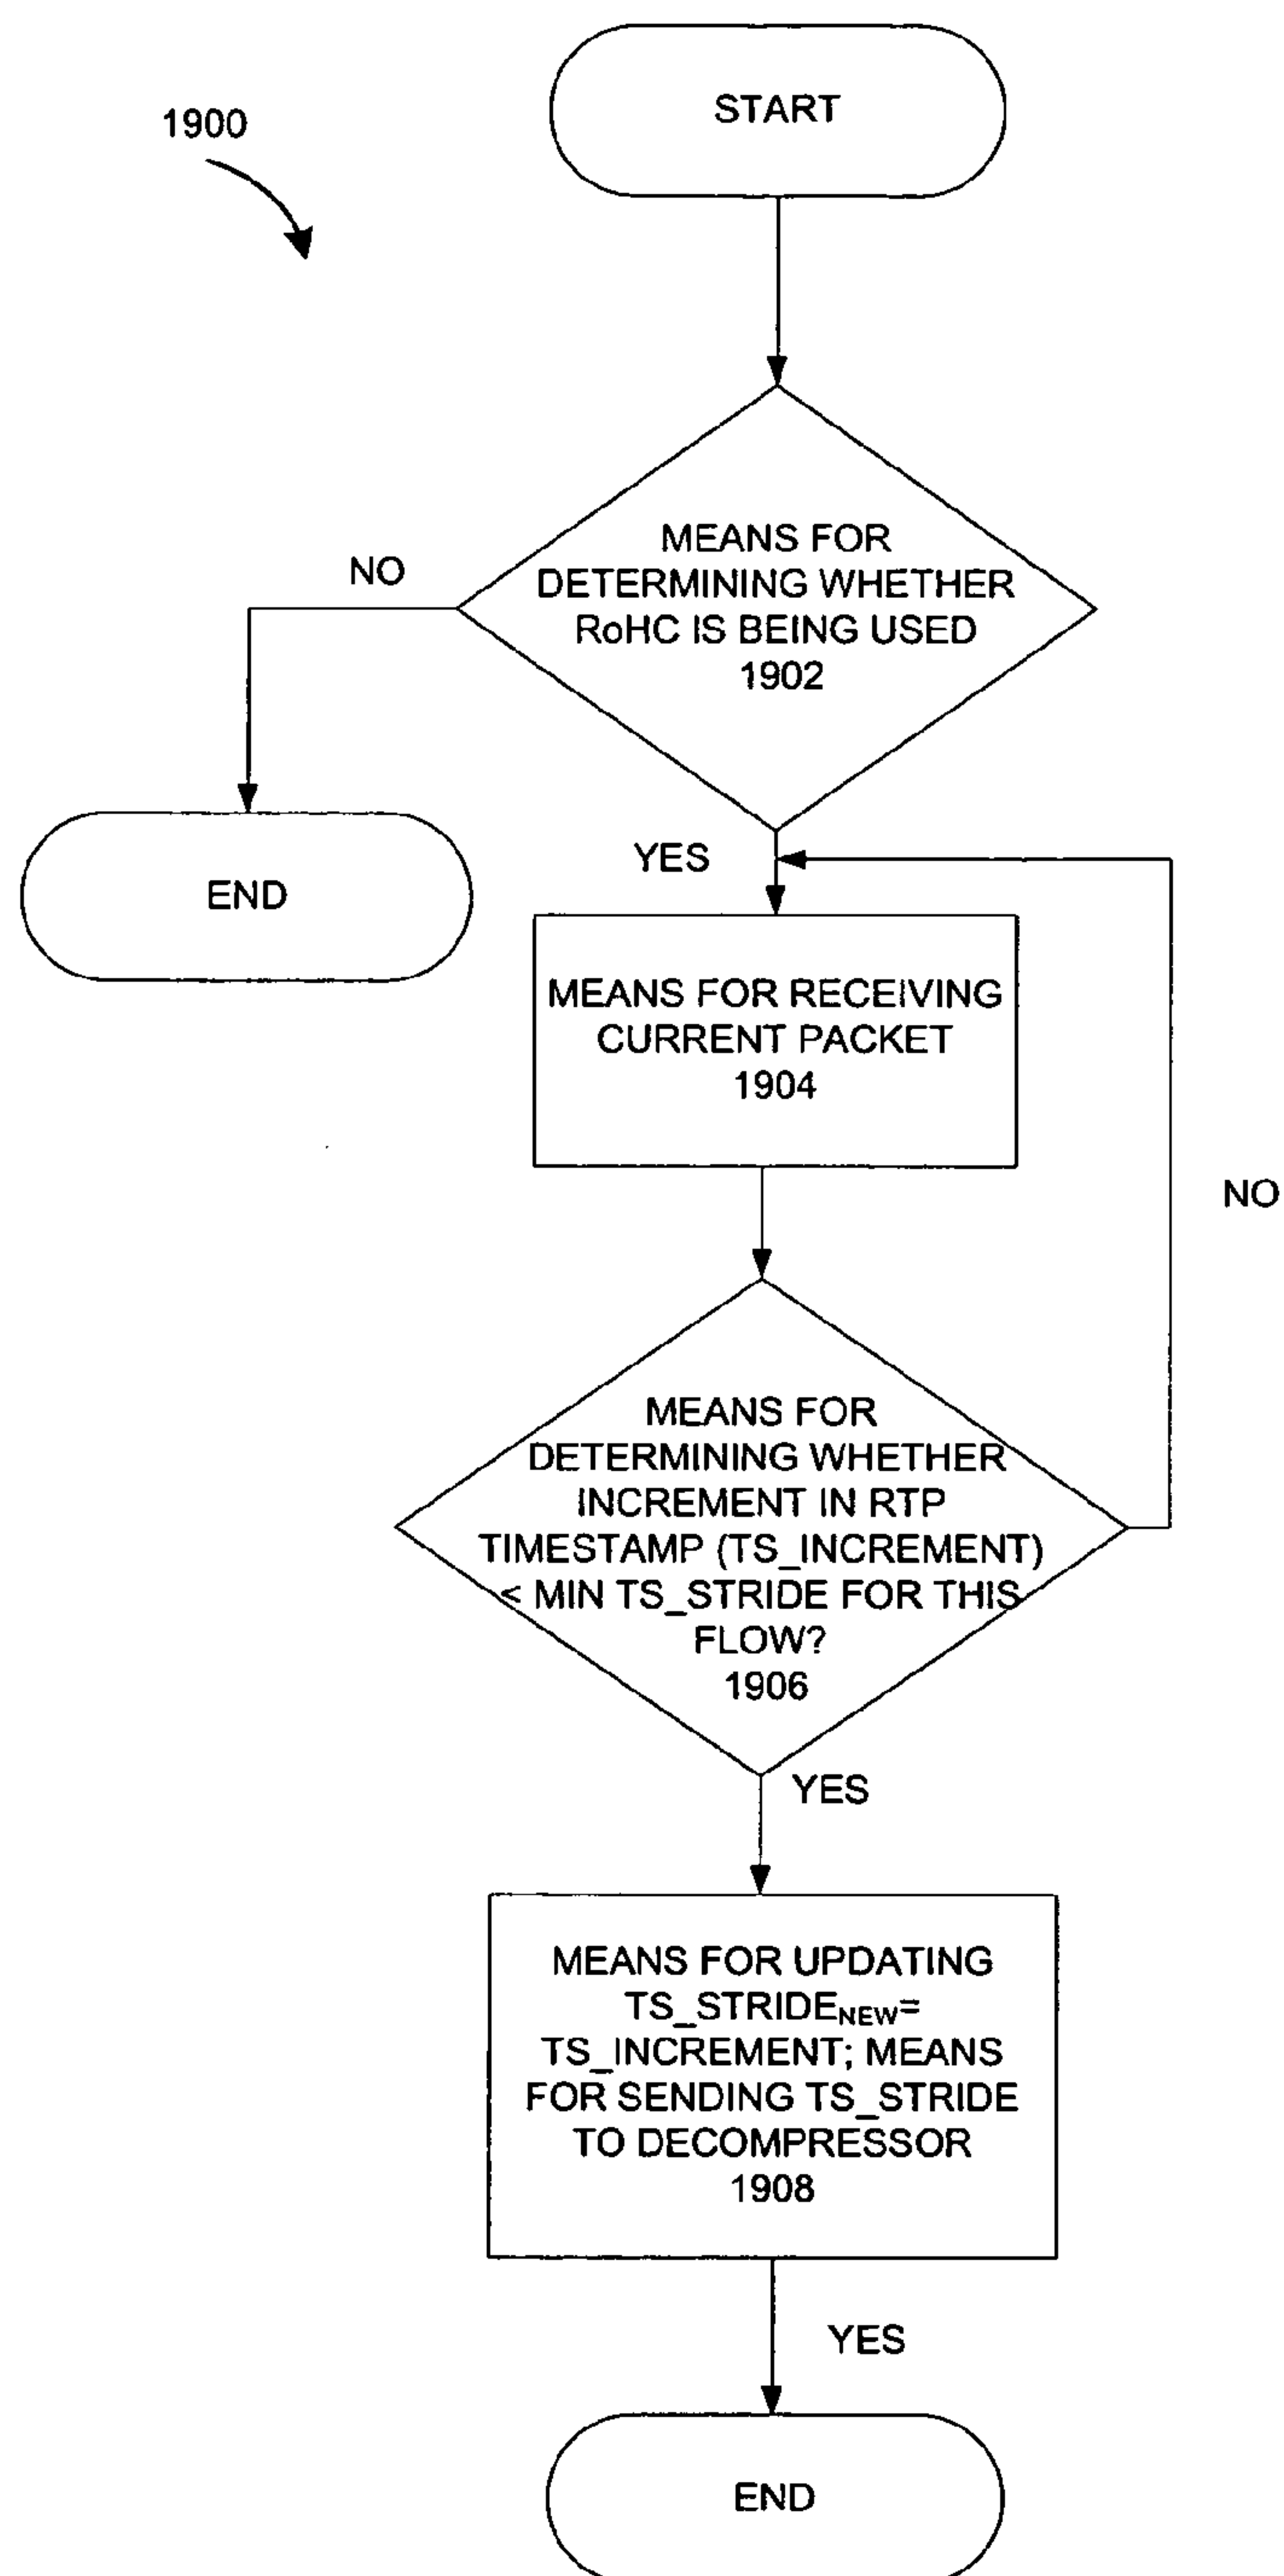 1900
START
MEANS FOR
DETERMINING WHETHER
RoHC IS BEING USED
1902
NO
END
YES
MEANS FOR RECEIVING
CURRENT PACKET
1904
NO
MEANS FOR
DETERMINING WHETHER
INCREMENT IN RTP
TIMESTAMP (TS_INCREMENT)
< MIN TS_STRIDE FOR THIS
FLOW?
1906
YES
MEANS FOR UPDATING
TS_STRIDENEW=
TS_INCREMENT; MEANS
FOR SENDING TS_STRIDE
TO DECOMPRESSOR
1908
YES
END